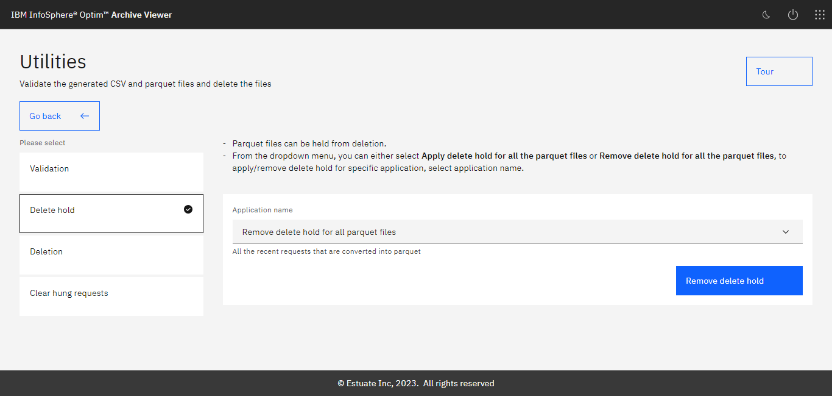 IBM InfoSphere® Optim™ Archive Viewer
Utilities
Validate the generated CSV and parquet files and delete the files
Tour
Go back
Please select
Validation
Delete hold
Deletion
Clear hung requests
- Parquet files can be held from deletion.
- From the dropdown menu, you can either select Apply delete hold for all the parquet files or Remove delete hold for all the parquet files, to
apply/remove delete hold for specific application, select application name.
Application name
Remove delete hold for all parquet files
All the recent requests that are converted into parquet
Remove delete hold
© Estuate Inc, 2023. All rights reserved